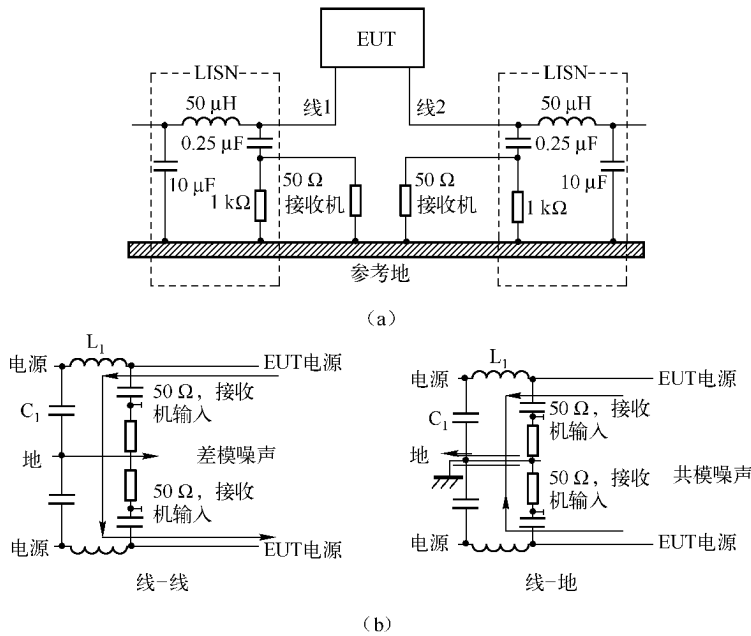 EUT
LISN
LISN
50 μH
线1
线2
50 μH
0.25 μF
0.25 μF
10 μF
50 Ω
接收机
50 Ω
接收机
10 μF
1 kΩ
1 kΩ
参考地
(a)
L1
电源
EUT电源
50 Ω,接收
机输入
C1
地
差模噪声
50 Ω,接收
机输入
电源
EUT电源
线-线
L1
电源
EUT电源
50 Ω,接收
机输入
C1
地
50 Ω,接收
机输入
共模噪声
电源
EUT电源
线-地
(b)